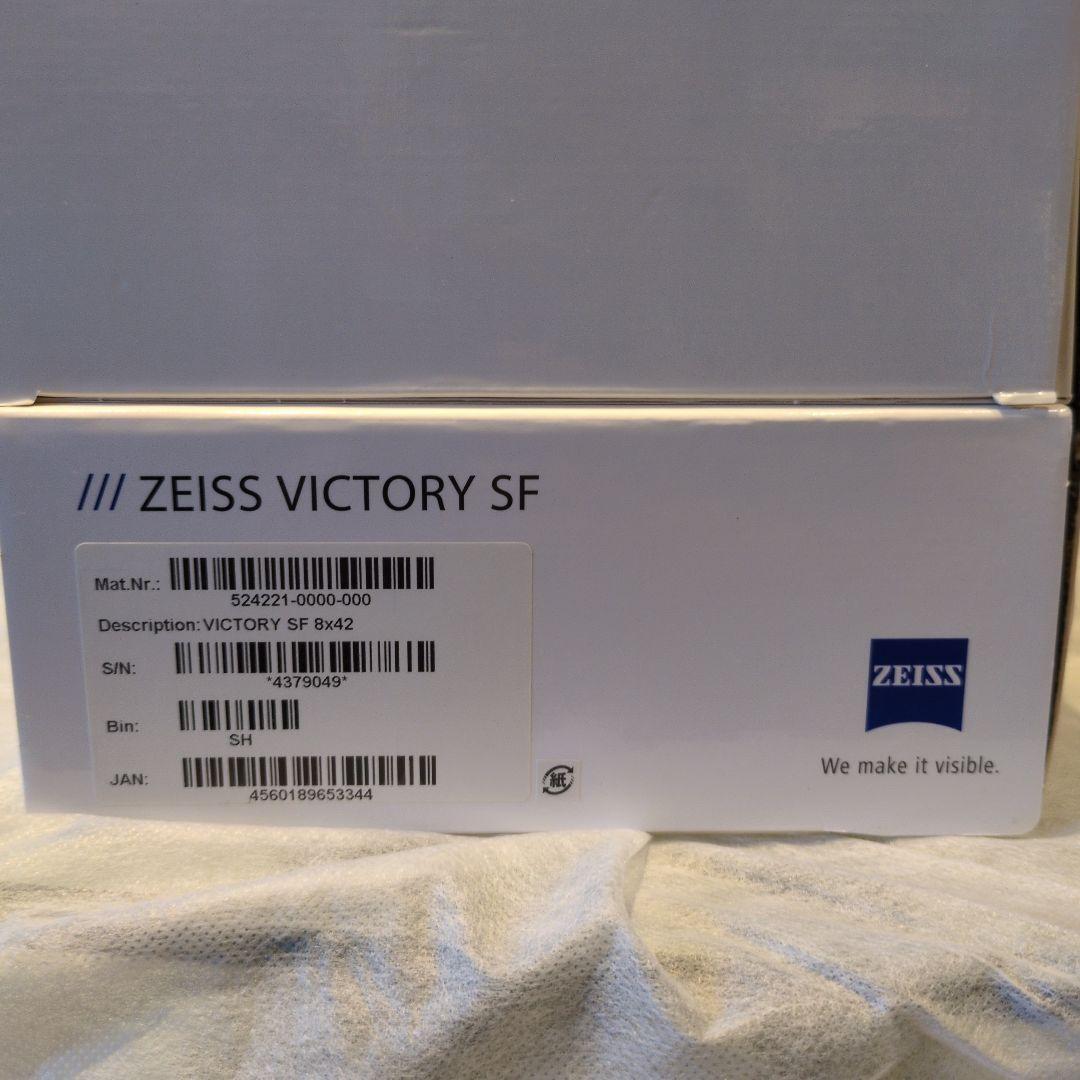 /// ZEISS VICTORY SF
Mat.Nr.:
524221-0000-000
Description: VICTORY SF 8x42
S/N:
*4379049*
Bin:
SH
JAN:
4560189653344
紙
ZEISS
We make it visible.